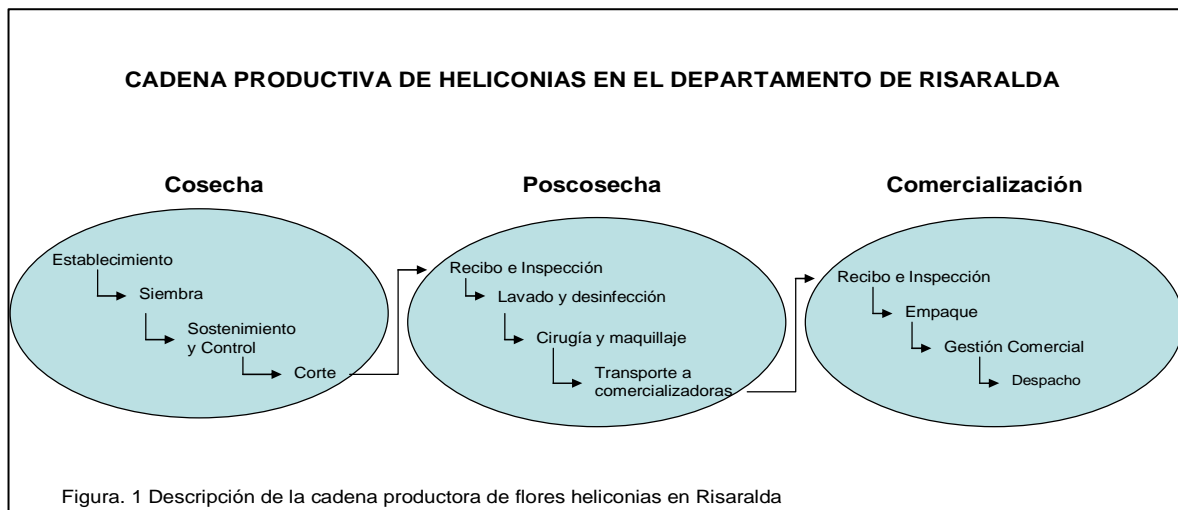 CADENA PRODUCTIVA DE HELICONIAS EN EL DEPARTAMENTO DE RISARALDA
Cosecha
Establecimiento
Siembra
Sostenimiento
y Control
Corte
Poscosecha
Recibo e Inspección
Lavado y desinfección
Cirugía y maquillaje
Transporte a
comercializadoras
Comercialización
Recibo e Inspección
Empaque
Gestión Comercial
Despacho
Figura. 1 Descripción de la cadena productora de flores heliconias en Risaralda